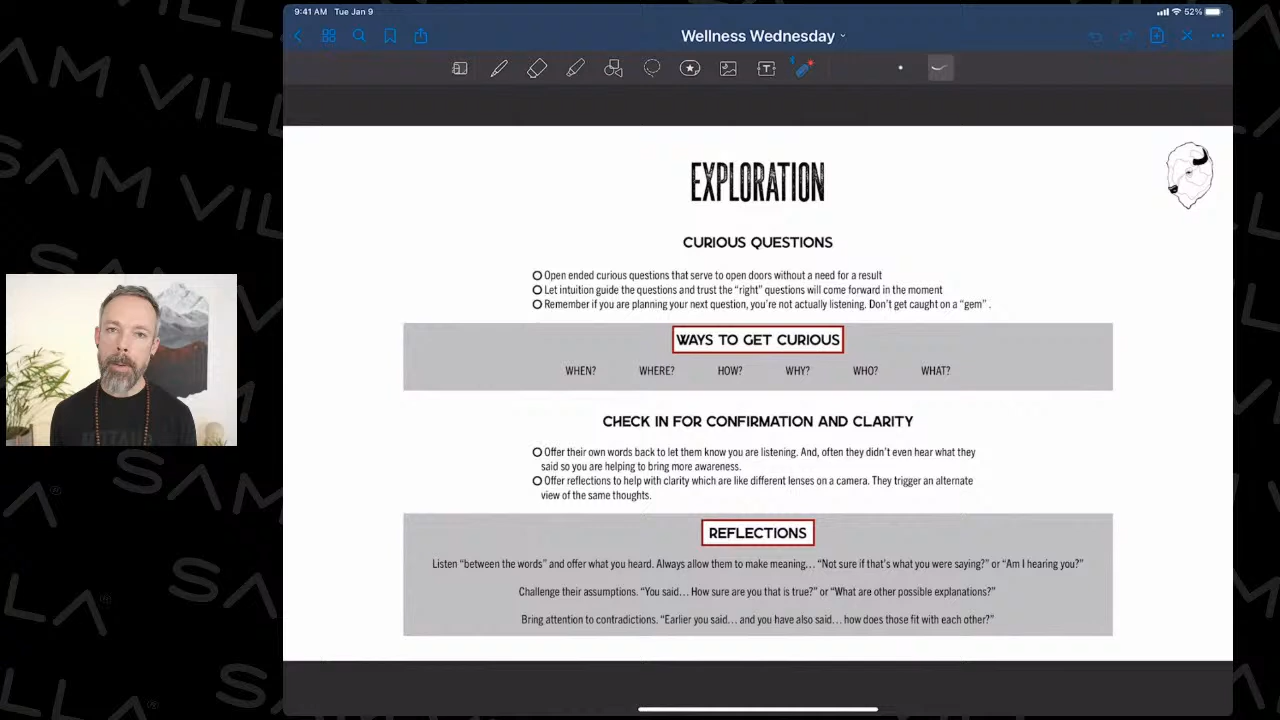 9:41 AM Tue Jan 9
52%
Wellness Wednesday
EXPLORATION
CURIOUS QUESTIONS
Open ended curious questions that serve to open doors without a need for a result
Let intuition guide the questions and trust the “right” questions will come forward in the moment
Remember if you are planning your next question, you're not actually listening. Don't get caught on a “gem” .
WAYS TO GET CURIOUS
WHEN? WHERE? HOW? WHY? WHO? WHAT?
CHECK IN FOR CONFIRMATION AND CLARITY
Offer their own words back to let them know you are listening. And, often they didn't even hear what they
said so you are helping to bring more awareness.
Offer reflections to help with clarity which are like different lenses on a camera. They trigger an alternate
view of the same thoughts.
REFLECTIONS
Listen “between the words” and offer what you heard. Always allow them to make meaning... “Not sure if that's what you were saying?” or “Am I hearing you?”
Challenge their assumptions. “You said... How sure are you that is true?” or “What are other possible explanations?”
Bring attention to contradictions. “Earlier you said... and you have also said... how does those fit with each other?”
SAM VILLA